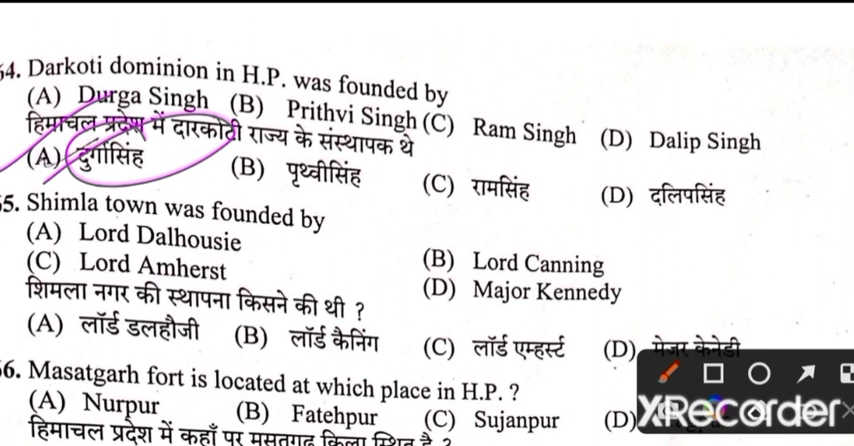 54. Darkoti dominion in H.P. was founded by
(A) Durga Singh (B) Prithvi Singh (C) Ram Singh (D) Dalip Singh
हिमाचल प्रदेश में दारकोटी राज्य के संस्थापक थे
(A) दुर्गासिंह (B) पृथ्वीसिंह (C) रामसिंह (D) दलिपसिंह
55. Shimla town was founded by
(A) Lord Dalhousie (B) Lord Canning
(C) Lord Amherst (D) Major Kennedy
शिमला नगर की स्थापना किसने की थी ?
(A) लॉर्ड डलहौजी (B) लॉर्ड कैनिंग (C) लॉर्ड एम्हर्स्ट (D) मेजर केनेडी
56. Masatgarh fort is located at which place in H.P. ?
(A) Nurpur (B) Fatehpur (C) Sujanpur (D)
हिमाचल प्रदेश में कहाँ पर मसतगढ़ किला स्थित है ?
XRecorder